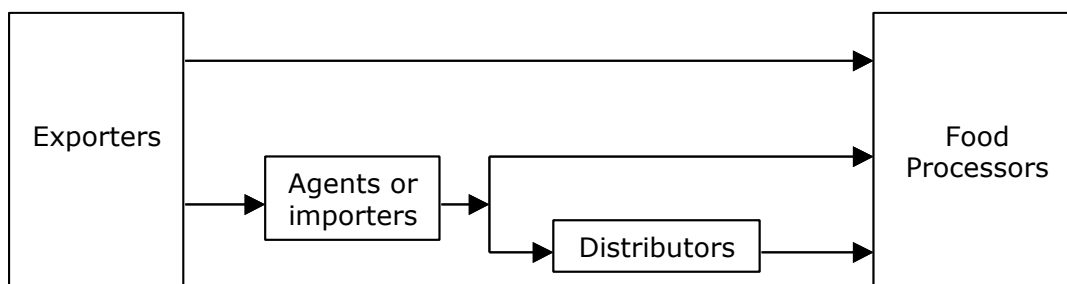 Exporters
Agents or
importers
Distributors
Food
Processors